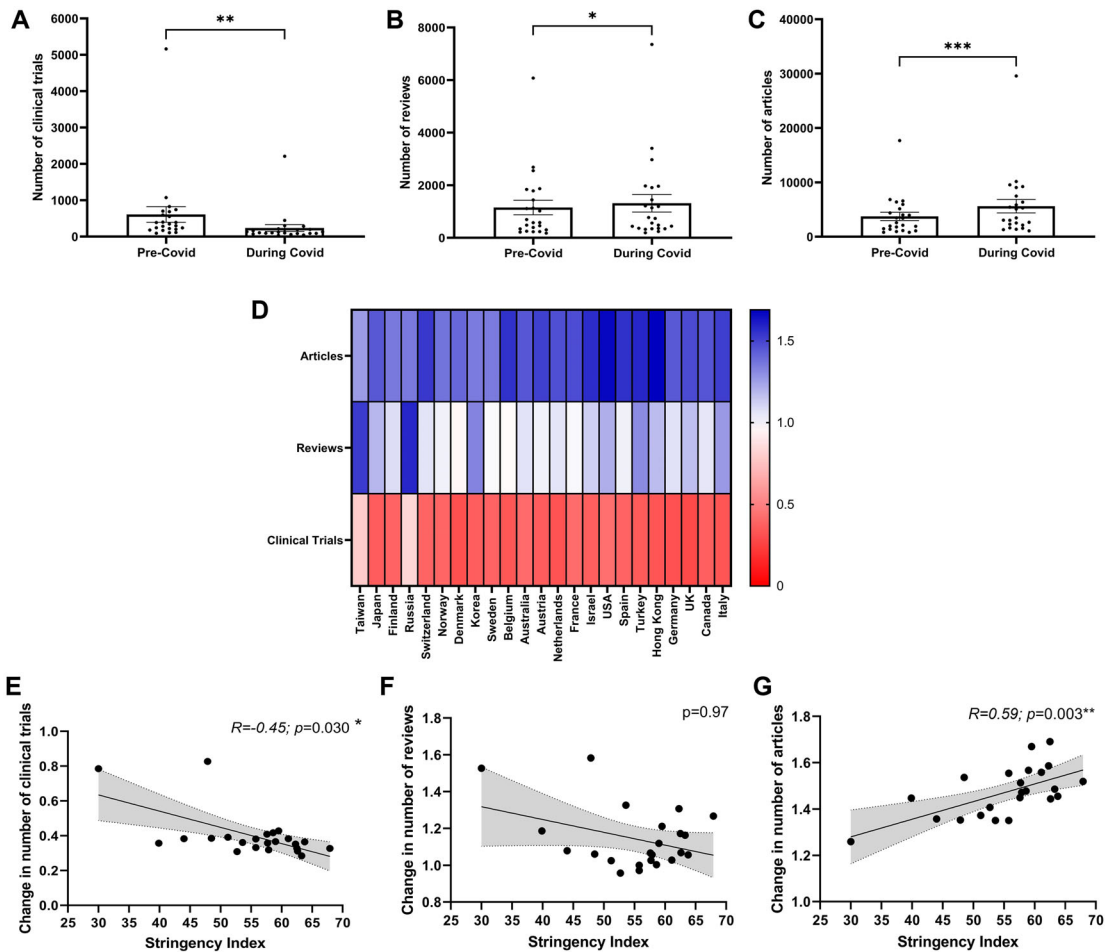 A
Number of clinical trials
6000
5000
4000
3000
2000
1000
0
**
Pre-Covid
During Covid
B
Number of reviews
8000
6000
4000
2000
0
*
Pre-Covid
During Covid
C
Number of articles
40000
30000
20000
10000
0
***
Pre-Covid
During Covid
D
Articles
Reviews
Clinical Trials
1.5
1.0
0.5
0
Taiwan
Japan
Finland
Russia
Switzerland
Norway
Denmark
Korea
Sweden
Belgium
Australia
Austria
Netherlands
France
Israel
USA
Spain
Turkey
Hong Kong
Germany
UK
Canada
Italy
E
Change in number of clinical trials
1.0
0.8
0.6
0.4
0.2
0.0
R=-0.45; p=0.030 *
25 30 35 40 45 50 55 60 65 70
Stringency Index
F
Change in number of reviews
1.8
1.6
1.4
1.2
1.0
0.8
p=0.97
25 30 35 40 45 50 55 60 65 70
Stringency Index
G
Change in number of articles
1.8
1.6
1.4
1.2
1.0
R=0.59; p=0.003**
25 30 35 40 45 50 55 60 65 70
Stringency Index